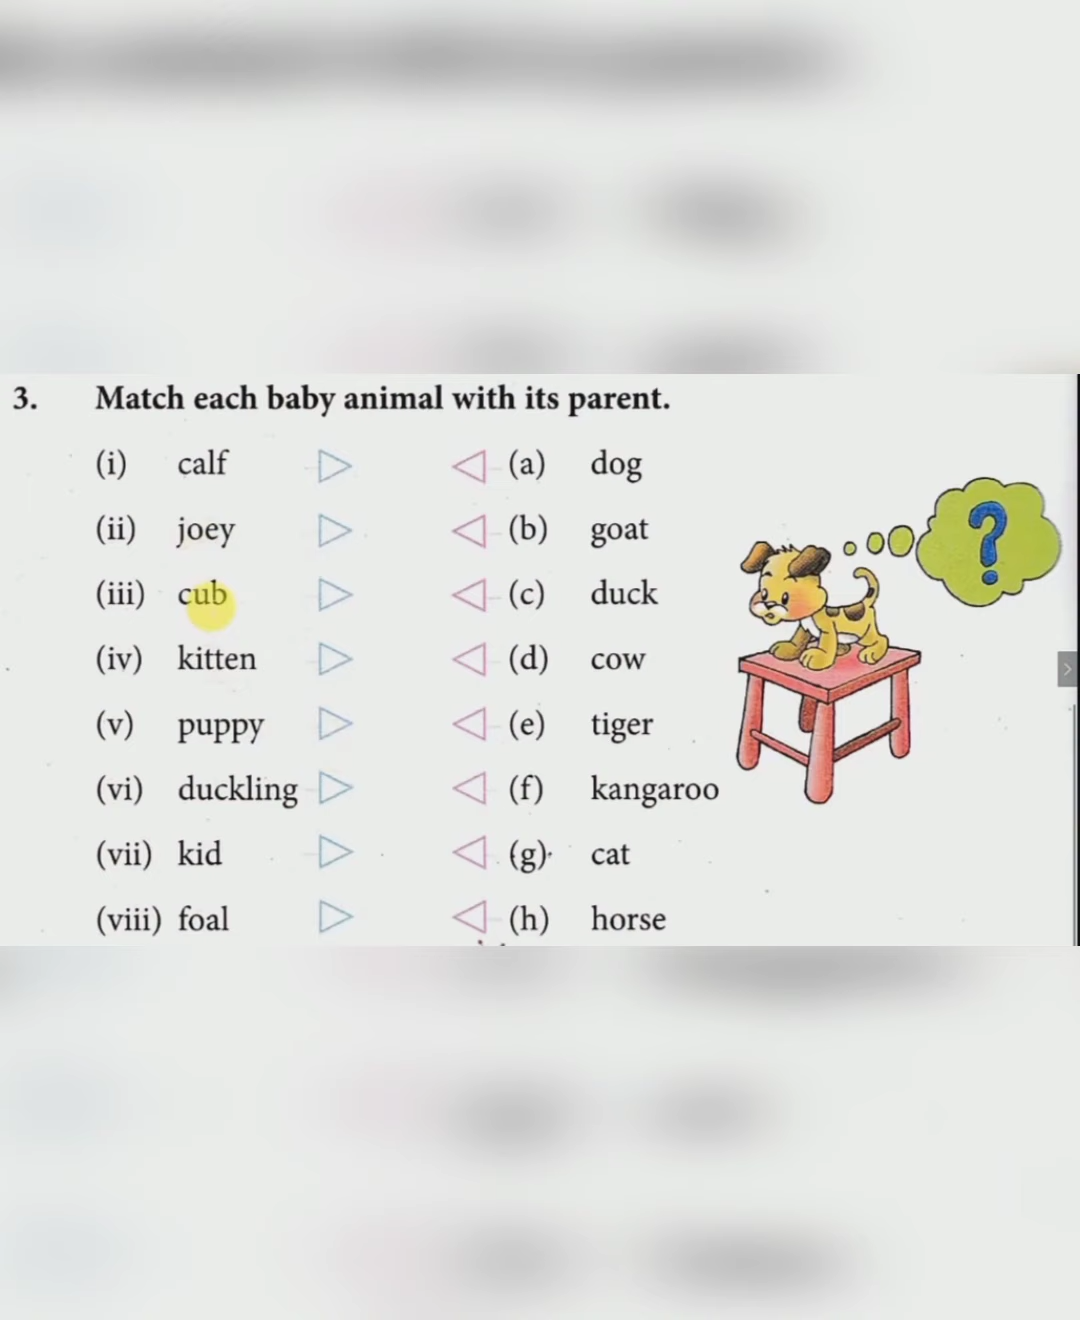 3. Match each baby animal with its parent.
(i) calf (a) dog
(ii) joey (b) goat
(iii) cub (c) duck
(iv) kitten (d) cow
(v) puppy (e) tiger
(vi) duckling (f) kangaroo
(vii) kid (g) cat
(viii) foal (h) horse
?